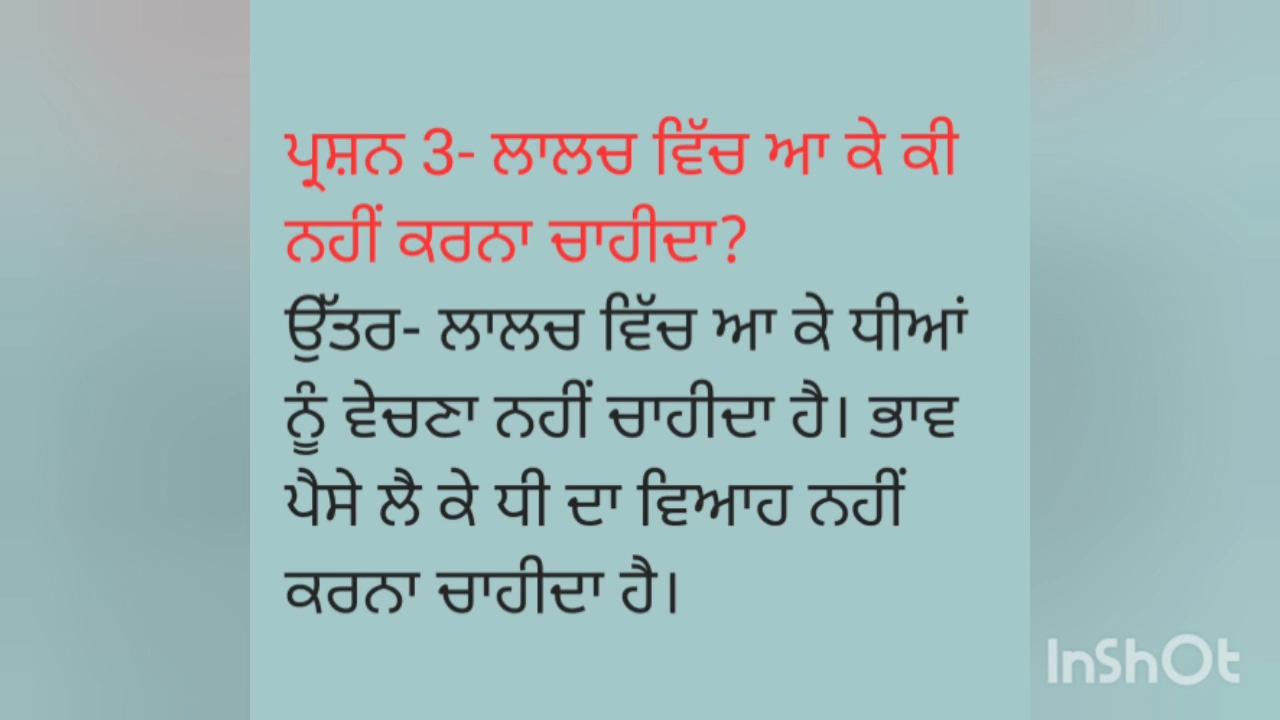 ਪ੍ਰਸ਼ਨ 3- ਲਾਲਚ ਵਿੱਚ ਆ ਕੇ ਕੀ
ਨਹੀਂ ਕਰਨਾ ਚਾਹੀਦਾ?
ਉੱਤਰ- ਲਾਲਚ ਵਿੱਚ ਆ ਕੇ ਧੀਆਂ
ਨੂੰ ਵੇਚਣਾ ਨਹੀਂ ਚਾਹੀਦਾ ਹੈ। ਭਾਵ
ਪੈਸੇ ਲੈ ਕੇ ਧੀ ਦਾ ਵਿਆਹ ਨਹੀਂ
ਕਰਨਾ ਚਾਹੀਦਾ ਹੈ।
InShOt